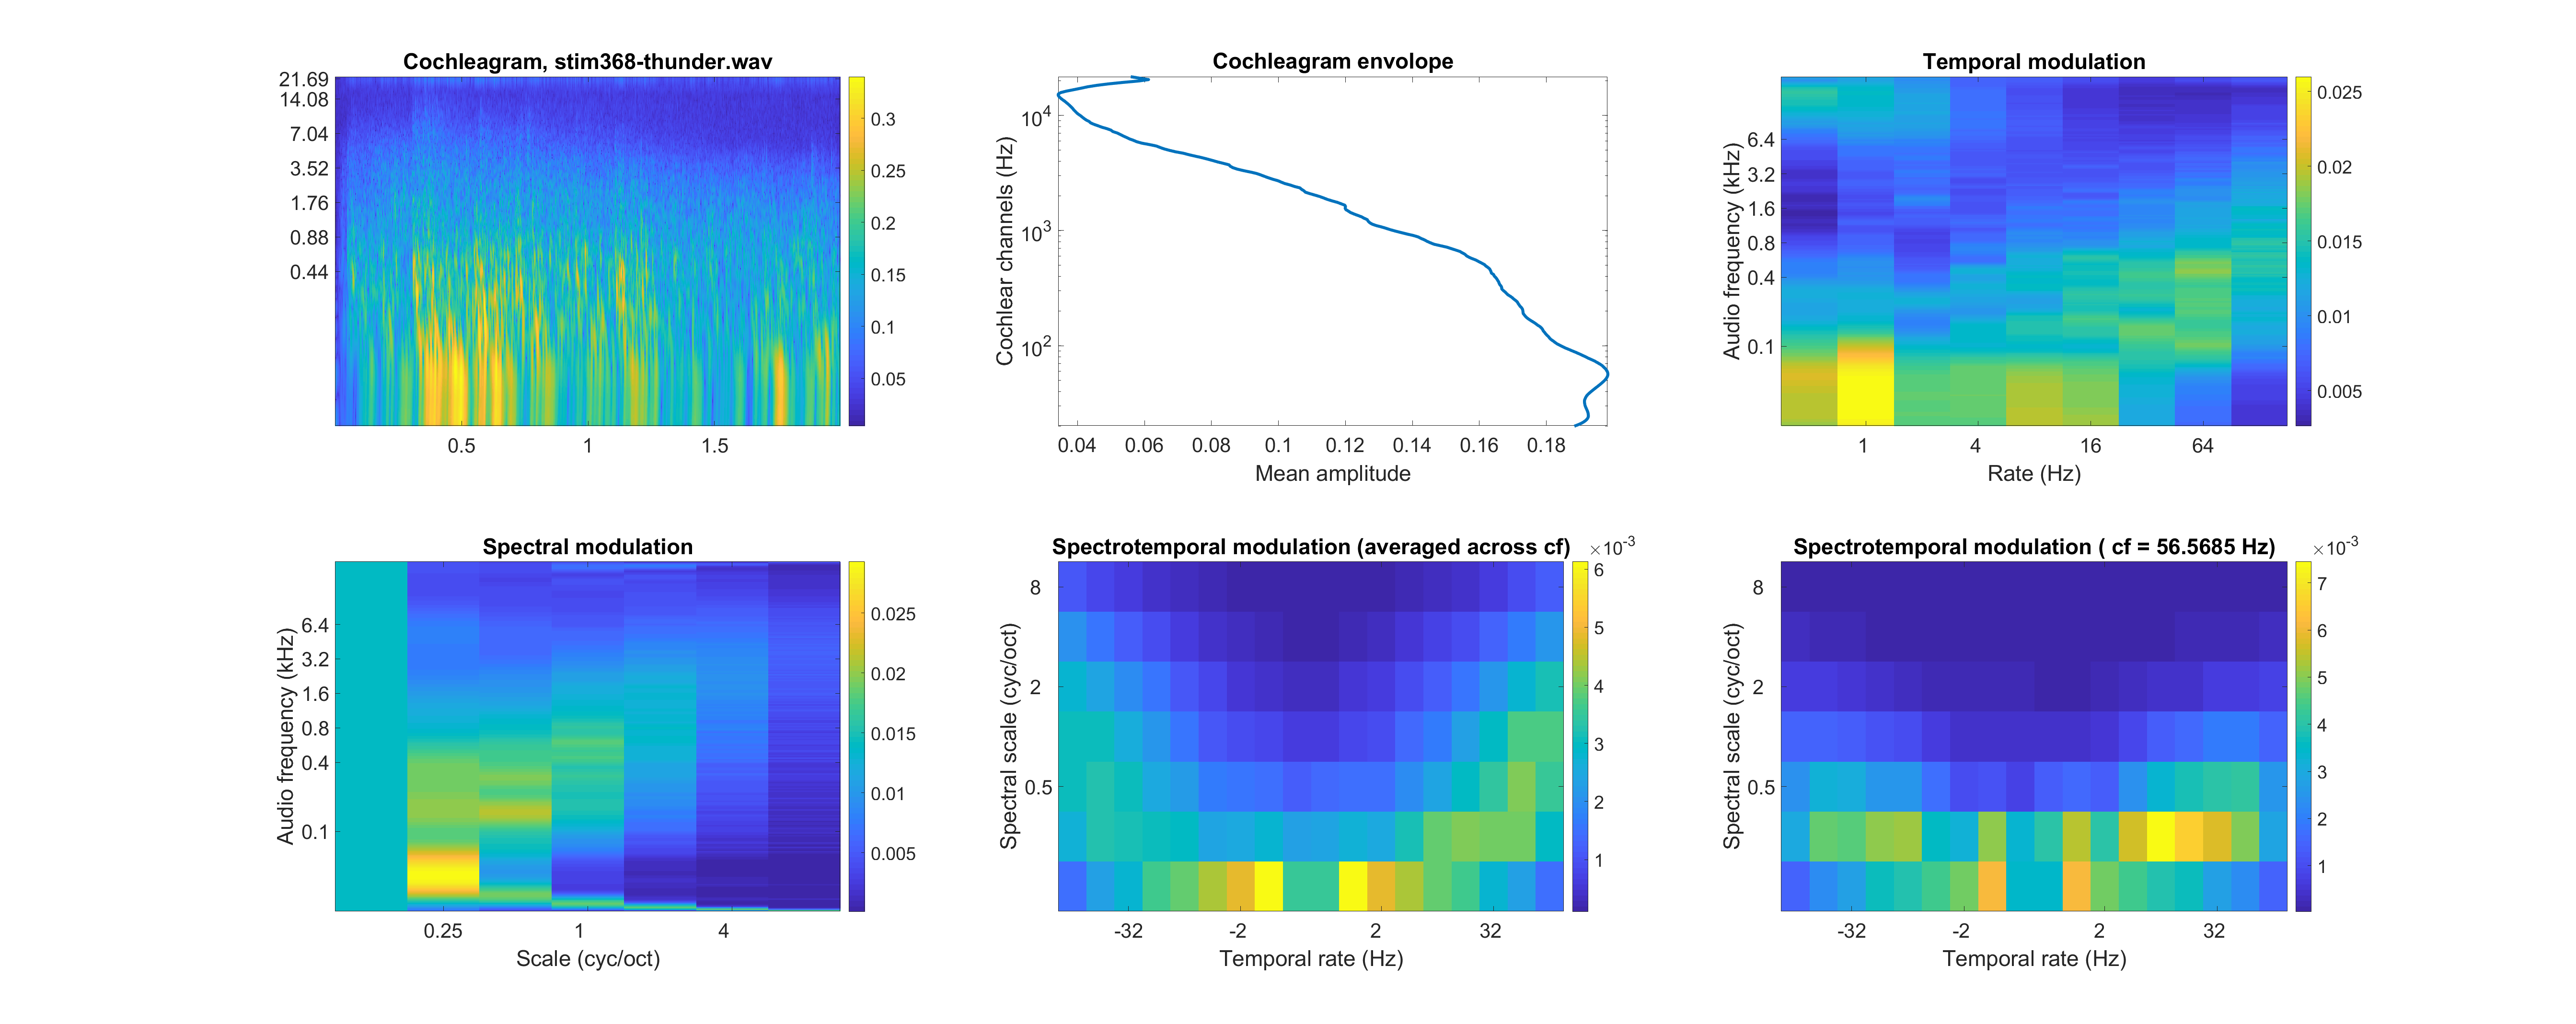 Cochleagram, stim368-thunder.wav
21.69
14.08
7.04
3.52
1.76
0.88
0.44
0.5 1 1.5
0.3
0.25
0.2
0.15
0.1
0.05
Cochleagram envolope
Cochlear channels (Hz)
10^4
10^3
10^2
0.04 0.06 0.08 0.1 0.12 0.14 0.16 0.18
Mean amplitude
Temporal modulation
Audio frequency (kHz)
6.4
3.2
1.6
0.8
0.4
0.1
1 4 16 64
Rate (Hz)
0.025
0.02
0.015
0.01
0.005
Spectral modulation
Audio frequency (kHz)
6.4
3.2
1.6
0.8
0.4
0.1
0.25 1 4
Scale (cyc/oct)
0.025
0.02
0.015
0.01
0.005
Spectrotemporal modulation (averaged across cf)
×10^-3
Spectral scale (cyc/oct)
8
2
0.5
-32 -2 2 32
Temporal rate (Hz)
6
5
4
3
2
1
Spectrotemporal modulation ( cf = 56.5685 Hz)
×10^-3
Spectral scale (cyc/oct)
8
2
0.5
-32 -2 2 32
Temporal rate (Hz)
7
6
5
4
3
2
1